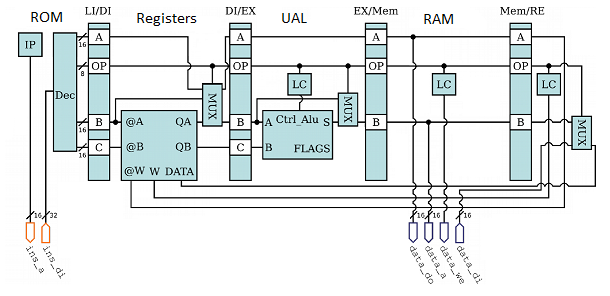 ROM LI/DI Registers DI/EX UAL EX/Mem RAM Mem/RE
IP 16 A A A A
8 OP OP OP OP
Dec MUX LC LC LC
MUX
16 B @A QA B A Ctrl_Alu S B B MUX
16 C @B QB C B FLAGS
@W W DATA
16 32 16 16 16
ins_a ins_di data_do data_a data_we data_di